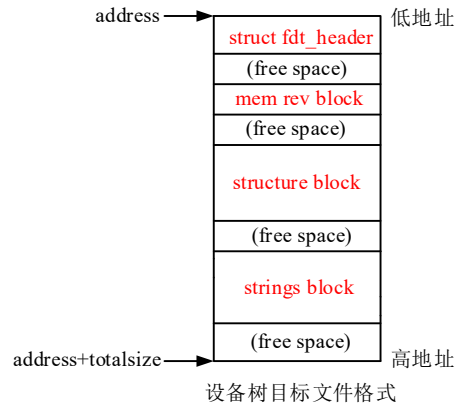 address
低地址
struct fdt_header
(free space)
mem rev block
(free space)
structure block
(free space)
strings block
(free space)
address+totalsize
高地址
设备树目标文件格式